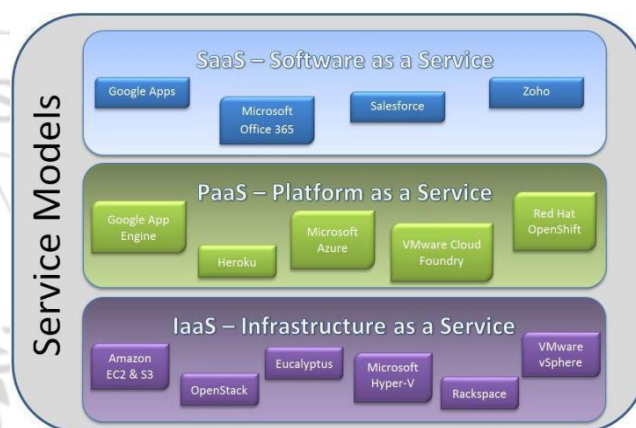 Service Models
SaaS – Software as a Service
Google Apps
Microsoft
Office 365
Salesforce
Zoho
PaaS – Platform as a Service
Google App
Engine
Heroku
Microsoft
Azure
VMware Cloud
Foundry
Red Hat
OpenShift
IaaS – Infrastructure as a Service
Amazon
EC2 & S3
OpenStack
Eucalyptus
Microsoft
Hyper-V
Rackspace
VMware
vSphere